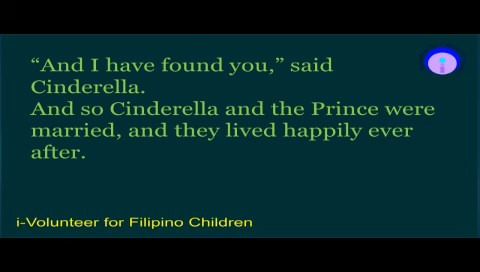 “And I have found you,” said
Cinderella.
And so Cinderella and the Prince were
married, and they lived happily ever
after.
i-Volunteer for Filipino Children